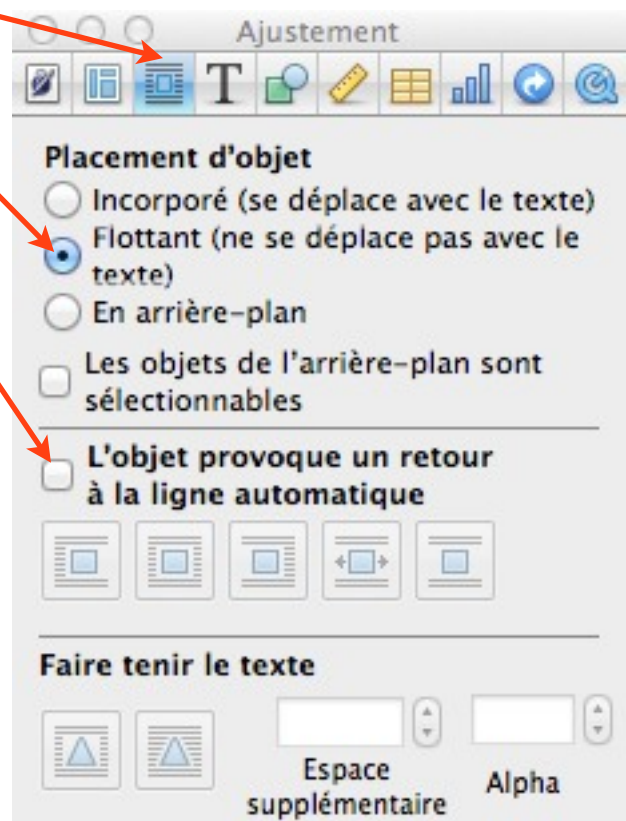 Ajustement
T
Placement d'objet
Incorporé (se déplace avec le texte)
Flottant (ne se déplace pas avec le
texte)
En arrière-plan
Les objets de l'arrière-plan sont
sélectionnables
L'objet provoque un retour
à la ligne automatique
Faire tenir le texte
Espace
supplémentaire
Alpha